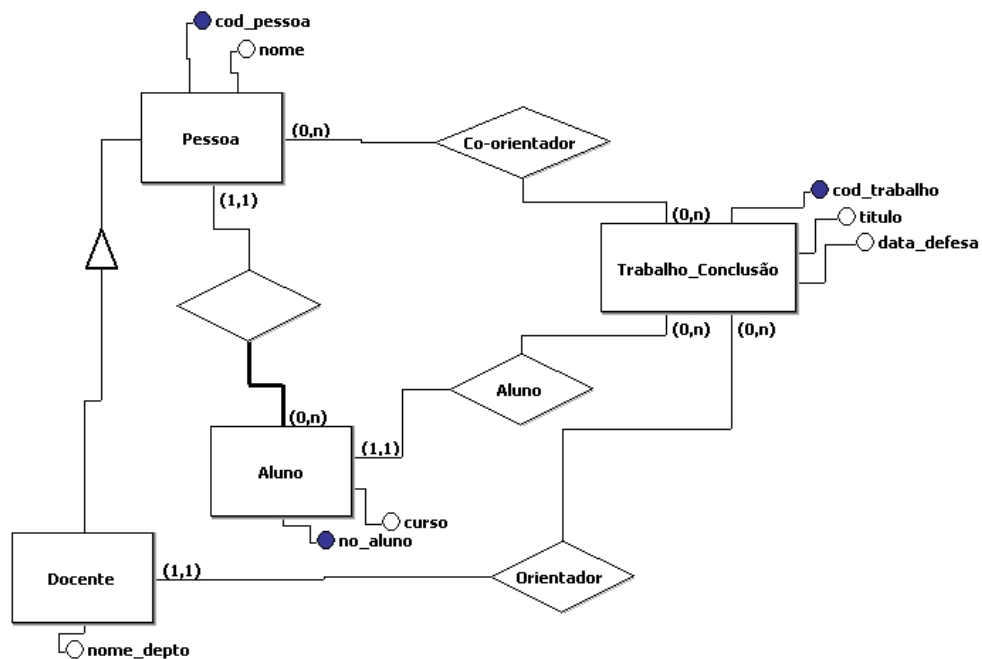 cod_pessoa
nome
Pessoa
(0,n)
Co-orientador
(1,1)
cod_trabalho
titulo
data_defesa
(0,n)
Trabalho_Conclusão
(0,n)
(0,n)
Aluno
(0,n)
(1,1)
Aluno
curso
no_aluno
Docente
(1,1)
Orientador
nome_depto